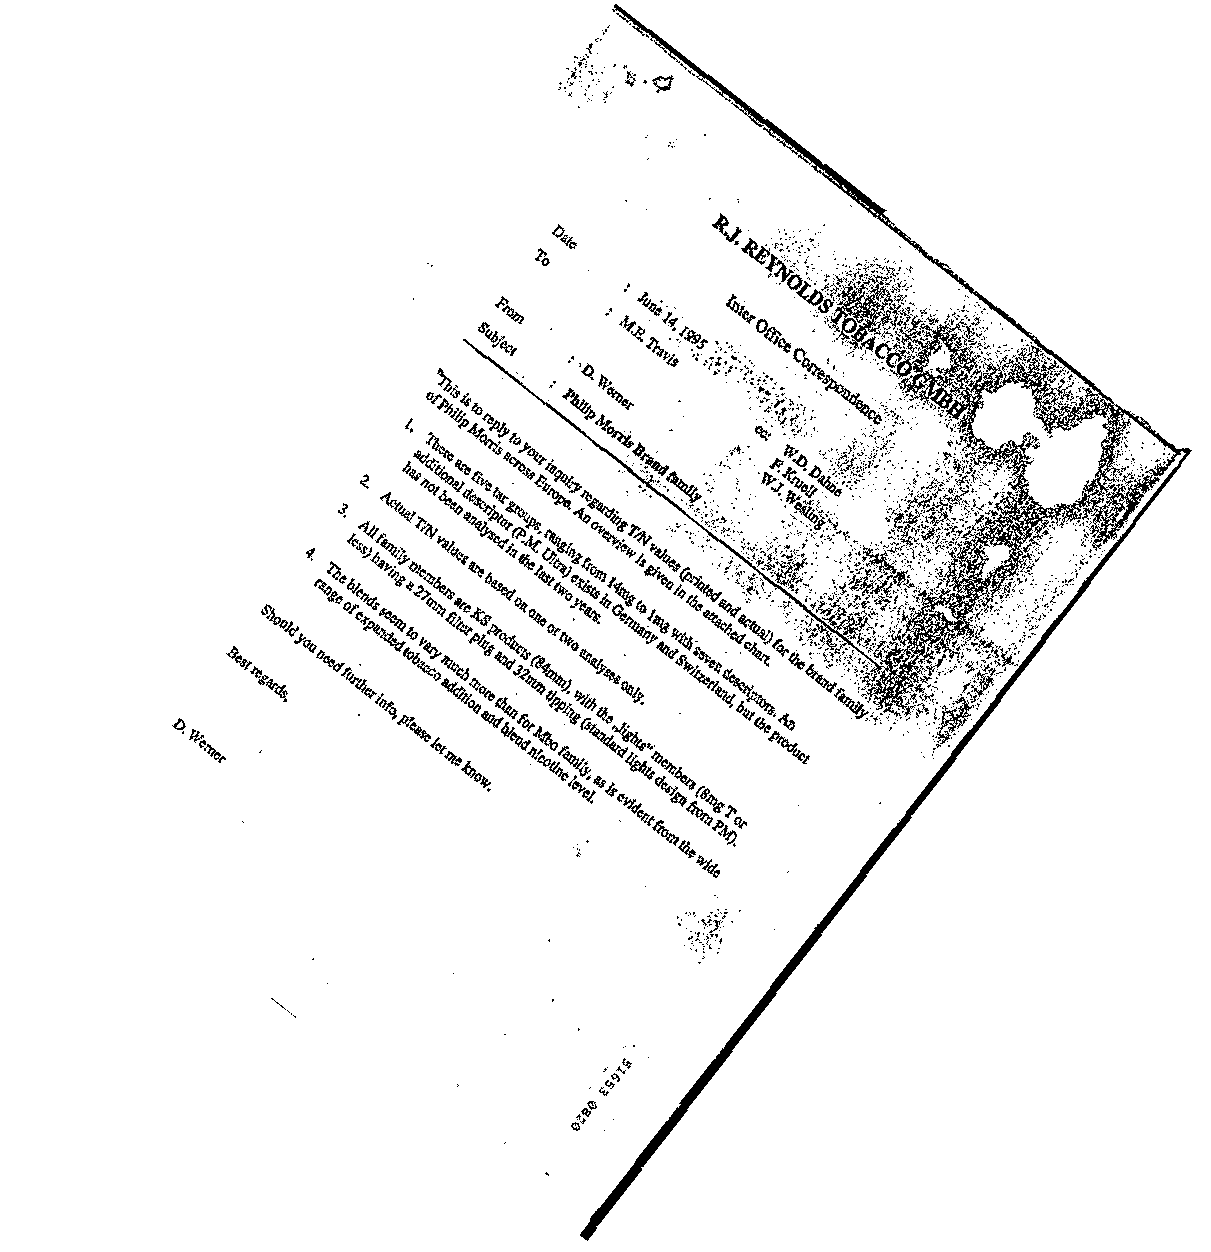 R.J. REYNOLDS TOBACCO GMBH
Inter Office Correspondence
Date : June 14, 1995
To : M.E. Travis
cc: W.D. Dahne
F. Kruell
W.J. Wesling
From : D. Werner
Subject : Philip Morris Brand family
This is to reply to your inquiry regarding T/N values (printed and actual) for the brand family
of Philip Morris across Europe. An overview is given in the attached chart.
1. There are five tar groups, ranging from 14mg to 1mg with seven descriptors. An
additional descriptor (P.M. Ultra) exists in Germany and Switzerland, but the product
has not been analysed in the last two years.
2. Actual T/N values are based on one or two analyses only.
3. All family members are KS products (84mm), with the „lights“ members (8mg T or
less) having a 27mm filter plug and 32mm tipping (standard lights design from PM).
4. The blends seem to vary much more than for Mbo family, as is evident from the wide
range of expanded tobacco addition and blend nicotine level.
Should you need further info, please let me know.
Best regards,
D. Werner
51653 0820